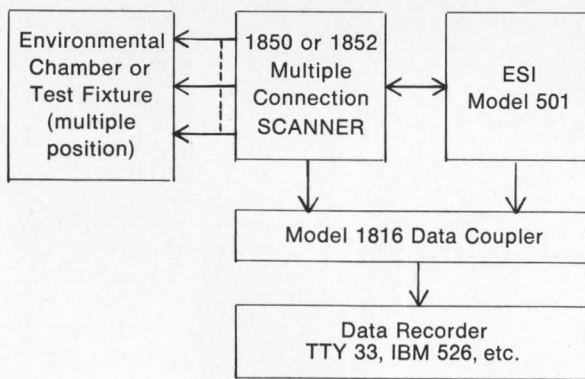 Environmental
Chamber or
Test Fixture
(multiple
position)
1850 or 1852
Multiple
Connection
SCANNER
ESI
Model 501
Model 1816 Data Coupler
Data Recorder
TTY 33, IBM 526, etc.